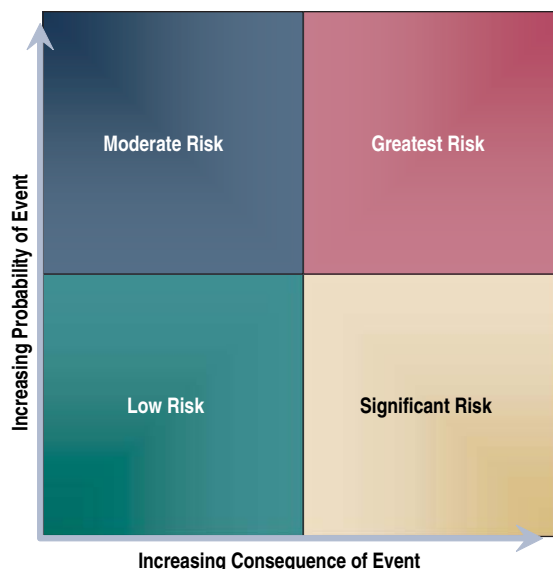 Increasing Probability of Event
Moderate Risk
Greatest Risk
Low Risk
Significant Risk
Increasing Consequence of Event